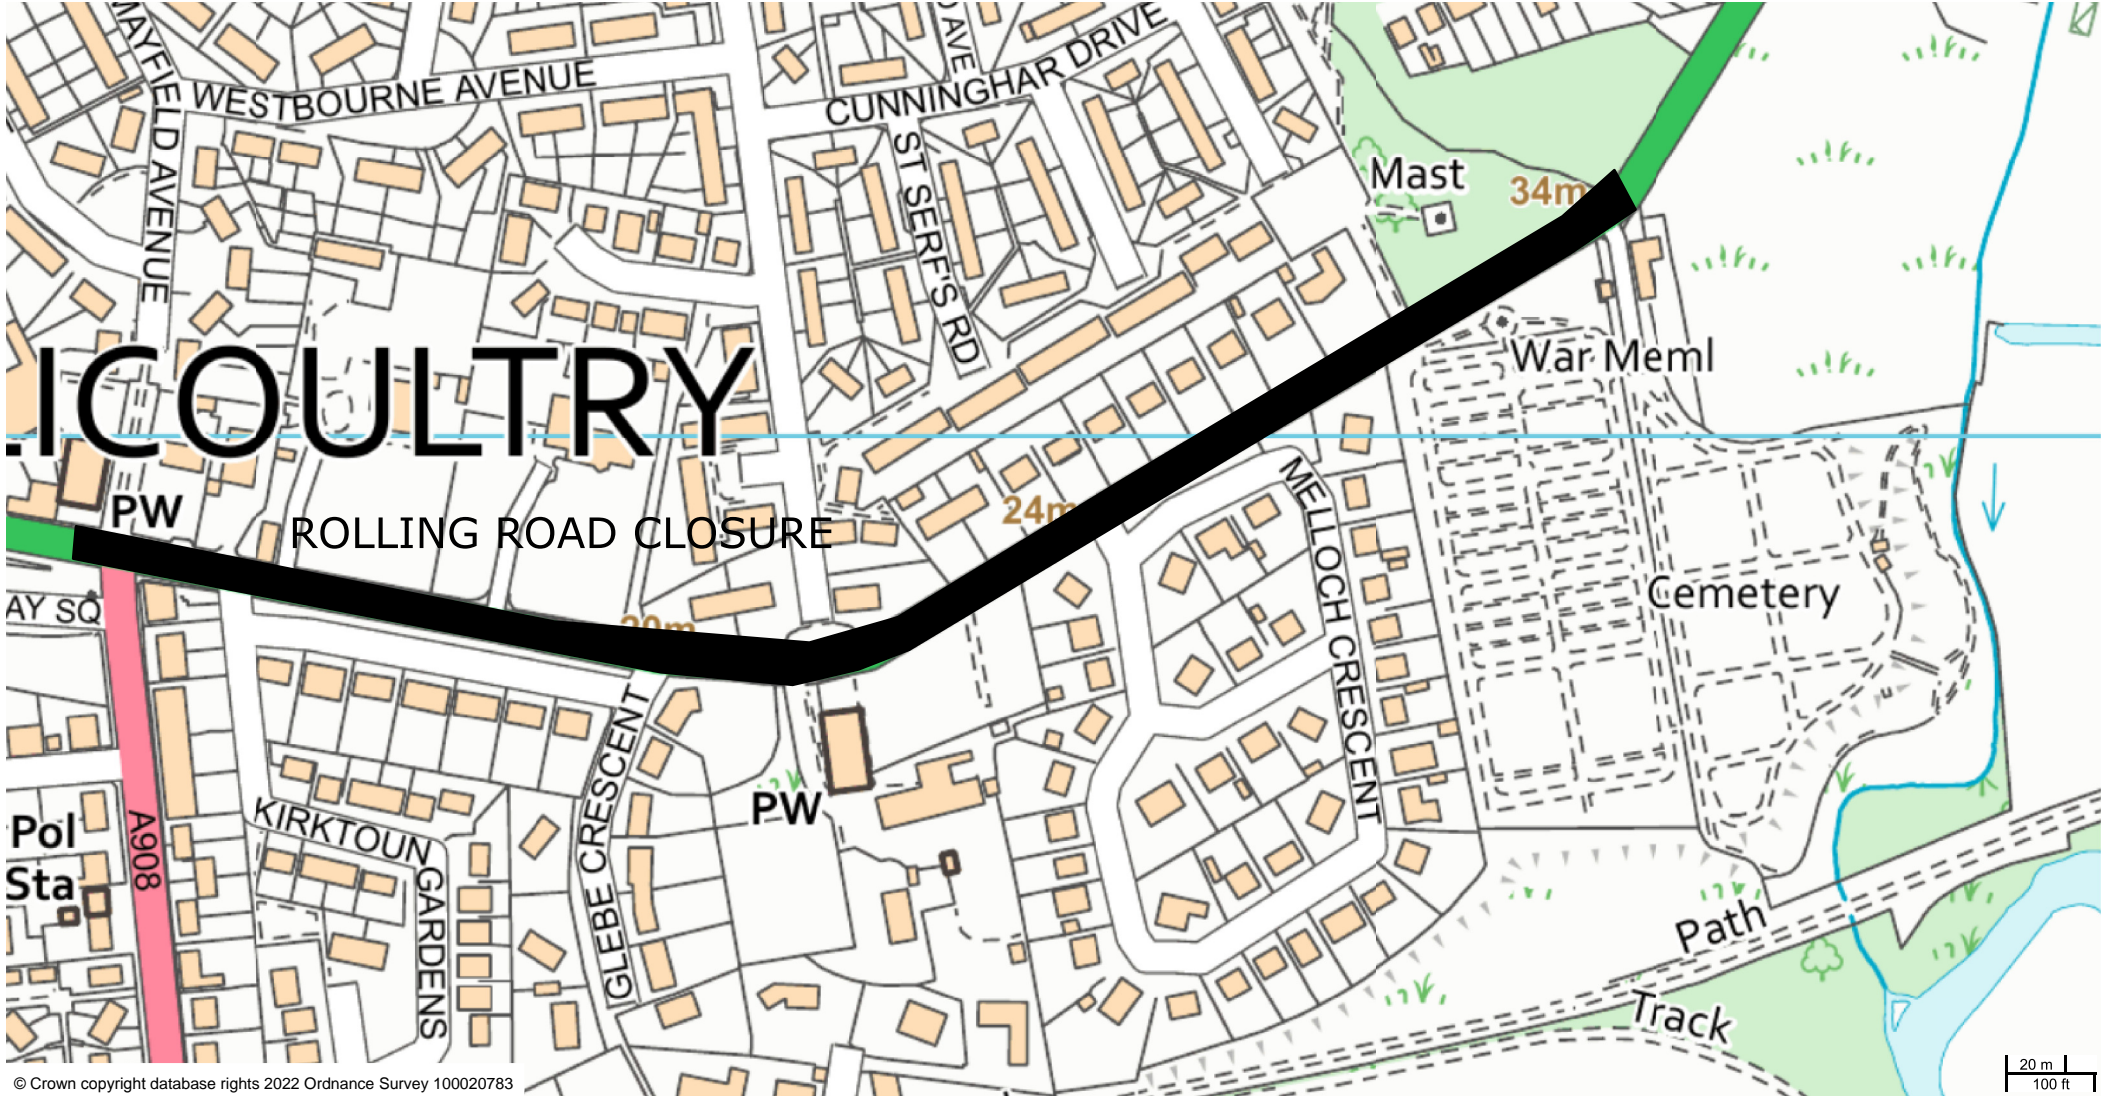 MAYFIELD AVENUE
WESTBOURNE AVENUE
AVE
CUNNINGHAR DRIVE
ST SERF'S RD
Mast
34m
War Meml
ICOULTRY
PW
ROLLING ROAD CLOSURE
24m
MELLOCH CRESCENT
Cemetery
AY SQ
20m
A908
Pol
Sta
KIRKTOUN GARDENS
GLEBE CRESCENT
PW
Path
Track
© Crown copyright database rights 2022 Ordnance Survey 100020783
20 m
100 ft